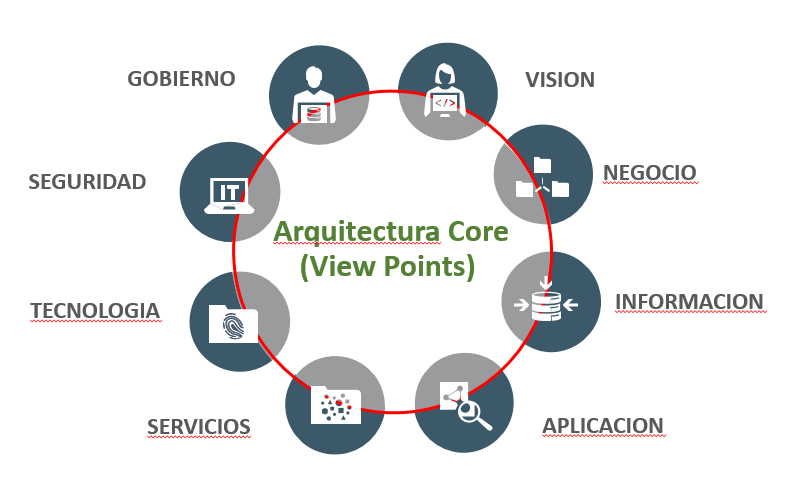 GOBIERNO
VISION
SEGURIDAD
NEGOCIO
IT
</>
Arquitectura Core
(View Points)
TECNOLOGIA
INFORMACION
SERVICIOS
APLICACION